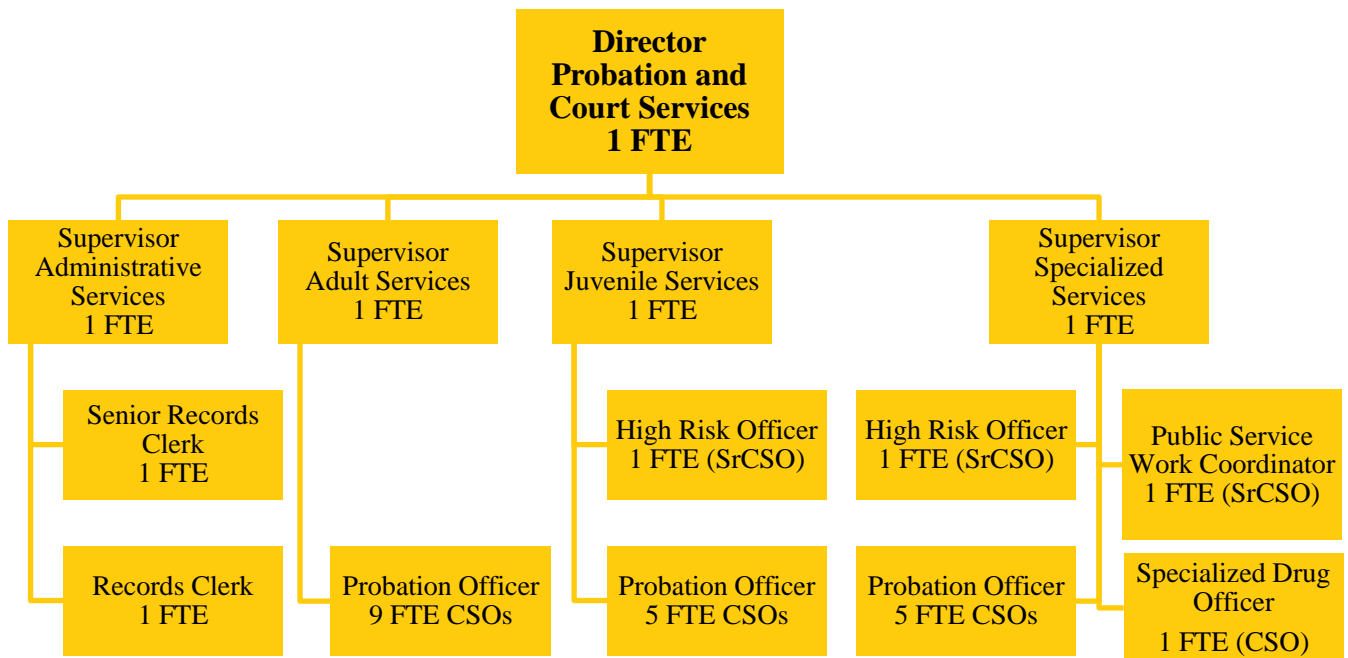 Director
Probation and
Court Services
1 FTE
Supervisor
Administrative
Services
1 FTE
Supervisor
Adult Services
1 FTE
Supervisor
Juvenile Services
1 FTE
Supervisor
Specialized
Services
1 FTE
Senior Records
Clerk
1 FTE
High Risk Officer
1 FTE (SrCSO)
High Risk Officer
1 FTE (SrCSO)
Public Service
Work Coordinator
1 FTE (SrCSO)
Records Clerk
1 FTE
Probation Officer
9 FTE CSOs
Probation Officer
5 FTE CSOs
Probation Officer
5 FTE CSOs
Specialized Drug
Officer
1 FTE (CSO)